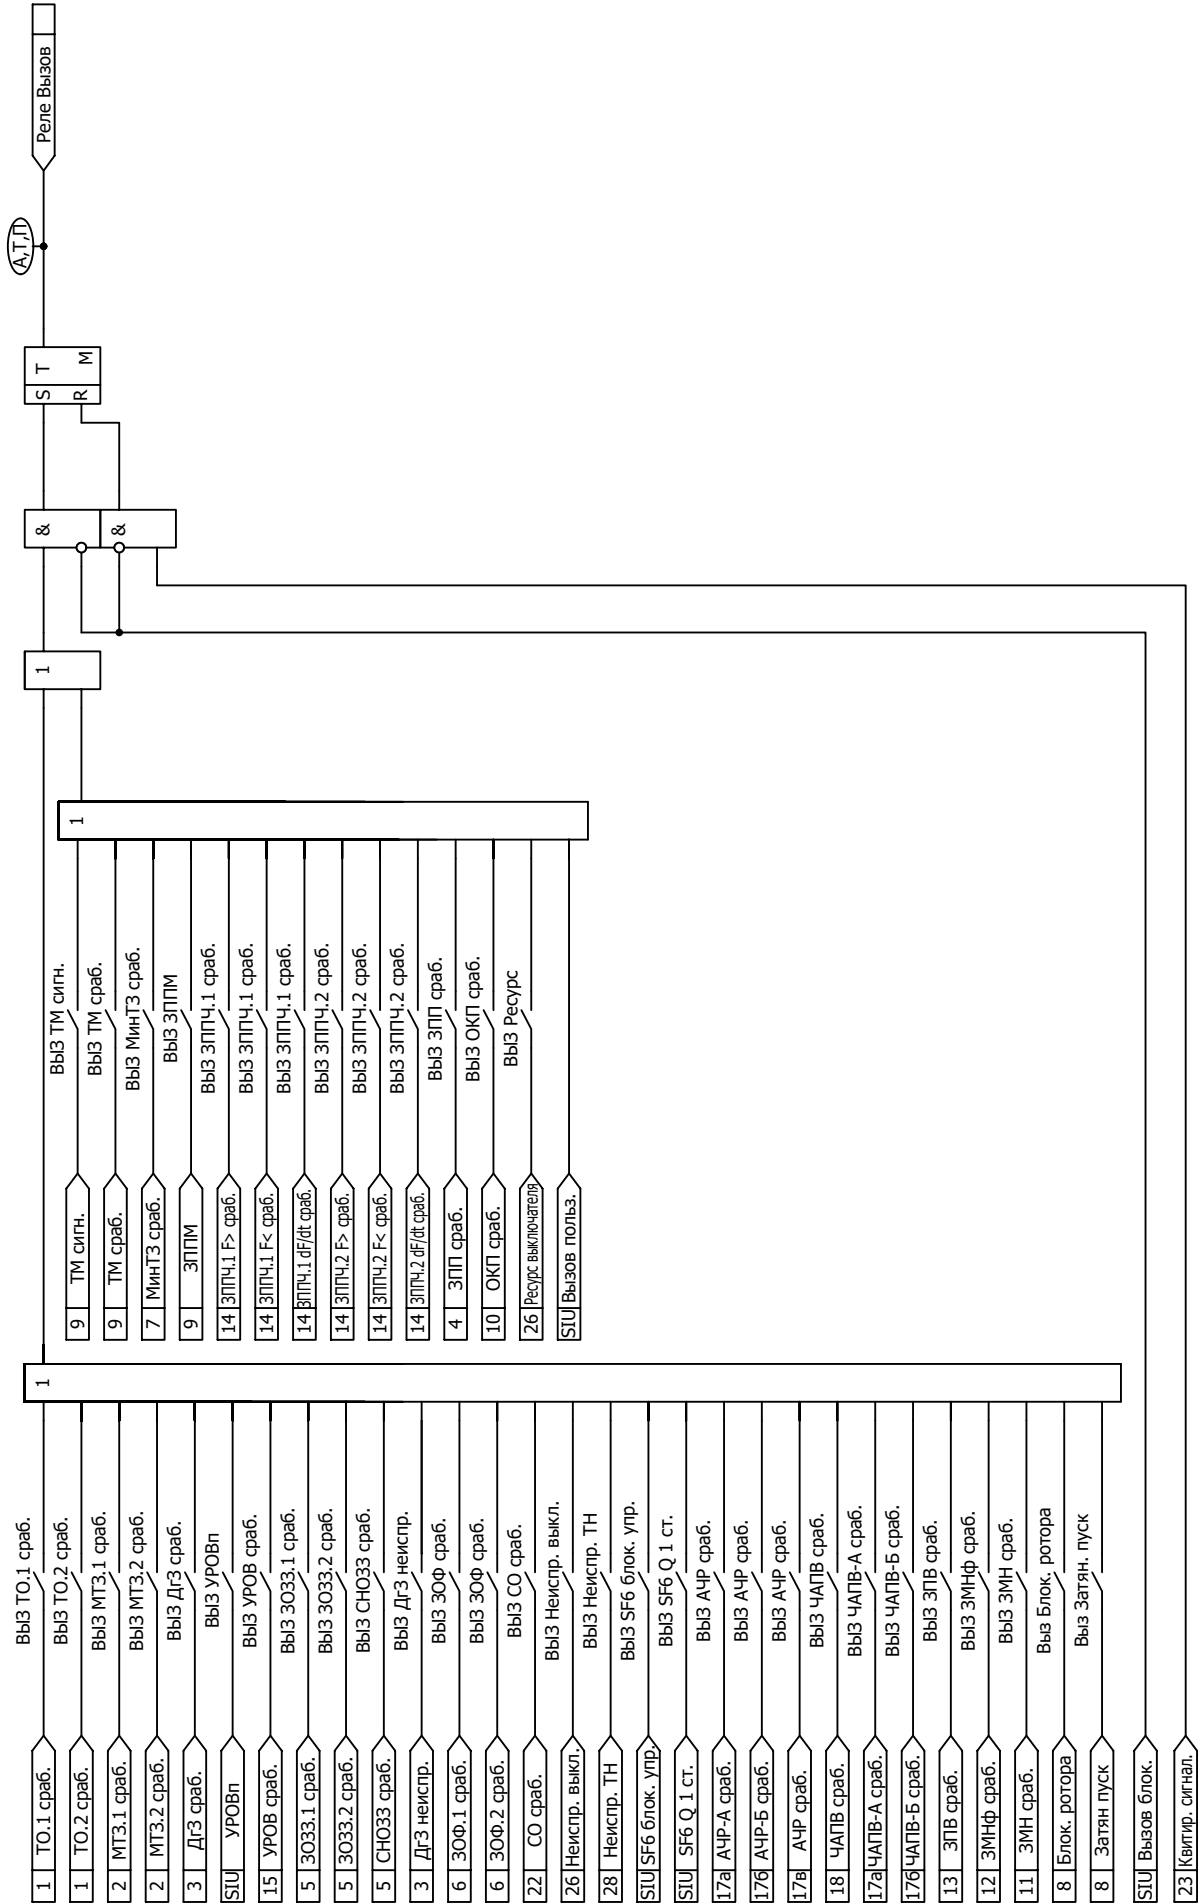 Реле Вызов
А,Т,П
S T
R M
&
&
1
1
9 ТМ сигн. ВЫЗ ТМ сигн.
9 ТМ сраб. ВЫЗ ТМ сраб.
7 МинТЗ сраб. ВЫЗ МинТЗ сраб.
9 ЗППМ ВЫЗ ЗППМ
14 ЗППЧ.1 F> сраб. ВЫЗ ЗППЧ.1 сраб.
14 ЗППЧ.1 F< сраб. ВЫЗ ЗППЧ.1 сраб.
14 ЗППЧ.1 dF/dt сраб. ВЫЗ ЗППЧ.1 сраб.
14 ЗППЧ.2 F> сраб. ВЫЗ ЗППЧ.2 сраб.
14 ЗППЧ.2 F< сраб. ВЫЗ ЗППЧ.2 сраб.
14 ЗППЧ.2 dF/dt сраб. ВЫЗ ЗППЧ.2 сраб.
4 ЗПП сраб. ВЫЗ ЗПП сраб.
10 ОКП сраб. ВЫЗ ОКП сраб.
26 Ресурс выключателя ВЫЗ Ресурс
SIU Вызов польз.
1
1 ТО.1 сраб. ВЫЗ ТО.1 сраб.
1 ТО.2 сраб. ВЫЗ ТО.2 сраб.
2 МТЗ.1 сраб. ВЫЗ МТЗ.1 сраб.
2 МТЗ.2 сраб. ВЫЗ МТЗ.2 сраб.
3 ДгЗ сраб. ВЫЗ ДгЗ сраб.
SIU УРОВп ВЫЗ УРОВп
15 УРОВ сраб. ВЫЗ УРОВ сраб.
5 ЗОЗЗ.1 сраб. ВЫЗ ЗОЗЗ.1 сраб.
5 ЗОЗЗ.2 сраб. ВЫЗ ЗОЗЗ.2 сраб.
5 СНОЗЗ сраб. ВЫЗ СНОЗЗ сраб.
3 ДгЗ неиспр. ВЫЗ ДгЗ неиспр.
6 ЗОФ.1 сраб. ВЫЗ ЗОФ сраб.
6 ЗОФ.2 сраб. ВЫЗ ЗОФ сраб.
22 СО сраб. ВЫЗ СО сраб.
26 Неиспр. выкл. ВЫЗ Неиспр. выкл.
28 Неиспр. ТН ВЫЗ Неиспр. ТН
SIU SF6 блок. упр. ВЫЗ SF6 блок. упр.
SIU SF6 Q 1 ст. ВЫЗ SF6 Q 1 ст.
17а АЧР-А сраб. ВЫЗ АЧР сраб.
17б АЧР-Б сраб. ВЫЗ АЧР сраб.
17в АЧР сраб. ВЫЗ АЧР сраб.
18 ЧАПВ сраб. ВЫЗ ЧАПВ сраб.
17а ЧАПВ-А сраб. ВЫЗ ЧАПВ-А сраб.
17б ЧАПВ-Б сраб. ВЫЗ ЧАПВ-Б сраб.
13 ЗПВ сраб. ВЫЗ ЗПВ сраб.
12 ЗМНф сраб. ВЫЗ ЗМНф сраб.
11 ЗМН сраб. ВЫЗ ЗМН сраб.
8 Блок. ротора Выз Блок. ротора
8 Затян пуск Выз Затян. пуск
SIU Вызов блок.
23 Квитир. сигнал.